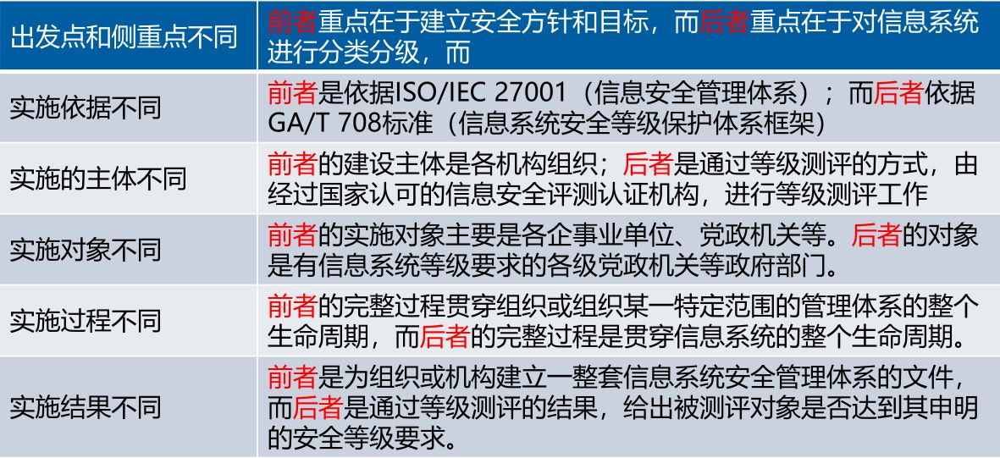 出发点和侧重点不同
前者重点在于建立安全方针和目标，而后者重点在于对信息系统
进行分类分级，而
实施依据不同
前者是依据ISO/IEC 27001（信息安全管理体系）；而后者依据
GA/T 708标准（信息系统安全等级保护体系框架）
实施的主体不同
前者的建设主体是各机构组织；后者是通过等级测评的方式，由
经过国家认可的信息安全评测认证机构，进行等级测评工作
实施对象不同
前者的实施对象主要是各企事业单位、党政机关等。后者的对象
是有信息系统等级要求的各级党政机关等政府部门。
实施过程不同
前者的完整过程贯穿组织或组织某一特定范围的管理体系的整个
生命周期，而后者的完整过程是贯穿信息系统的整个生命周期。
实施结果不同
前者是为组织或机构建立一整套信息系统安全管理体系的文件，
而后者是通过等级测评的结果，给出被测评对象是否达到其申明
的安全等级要求。